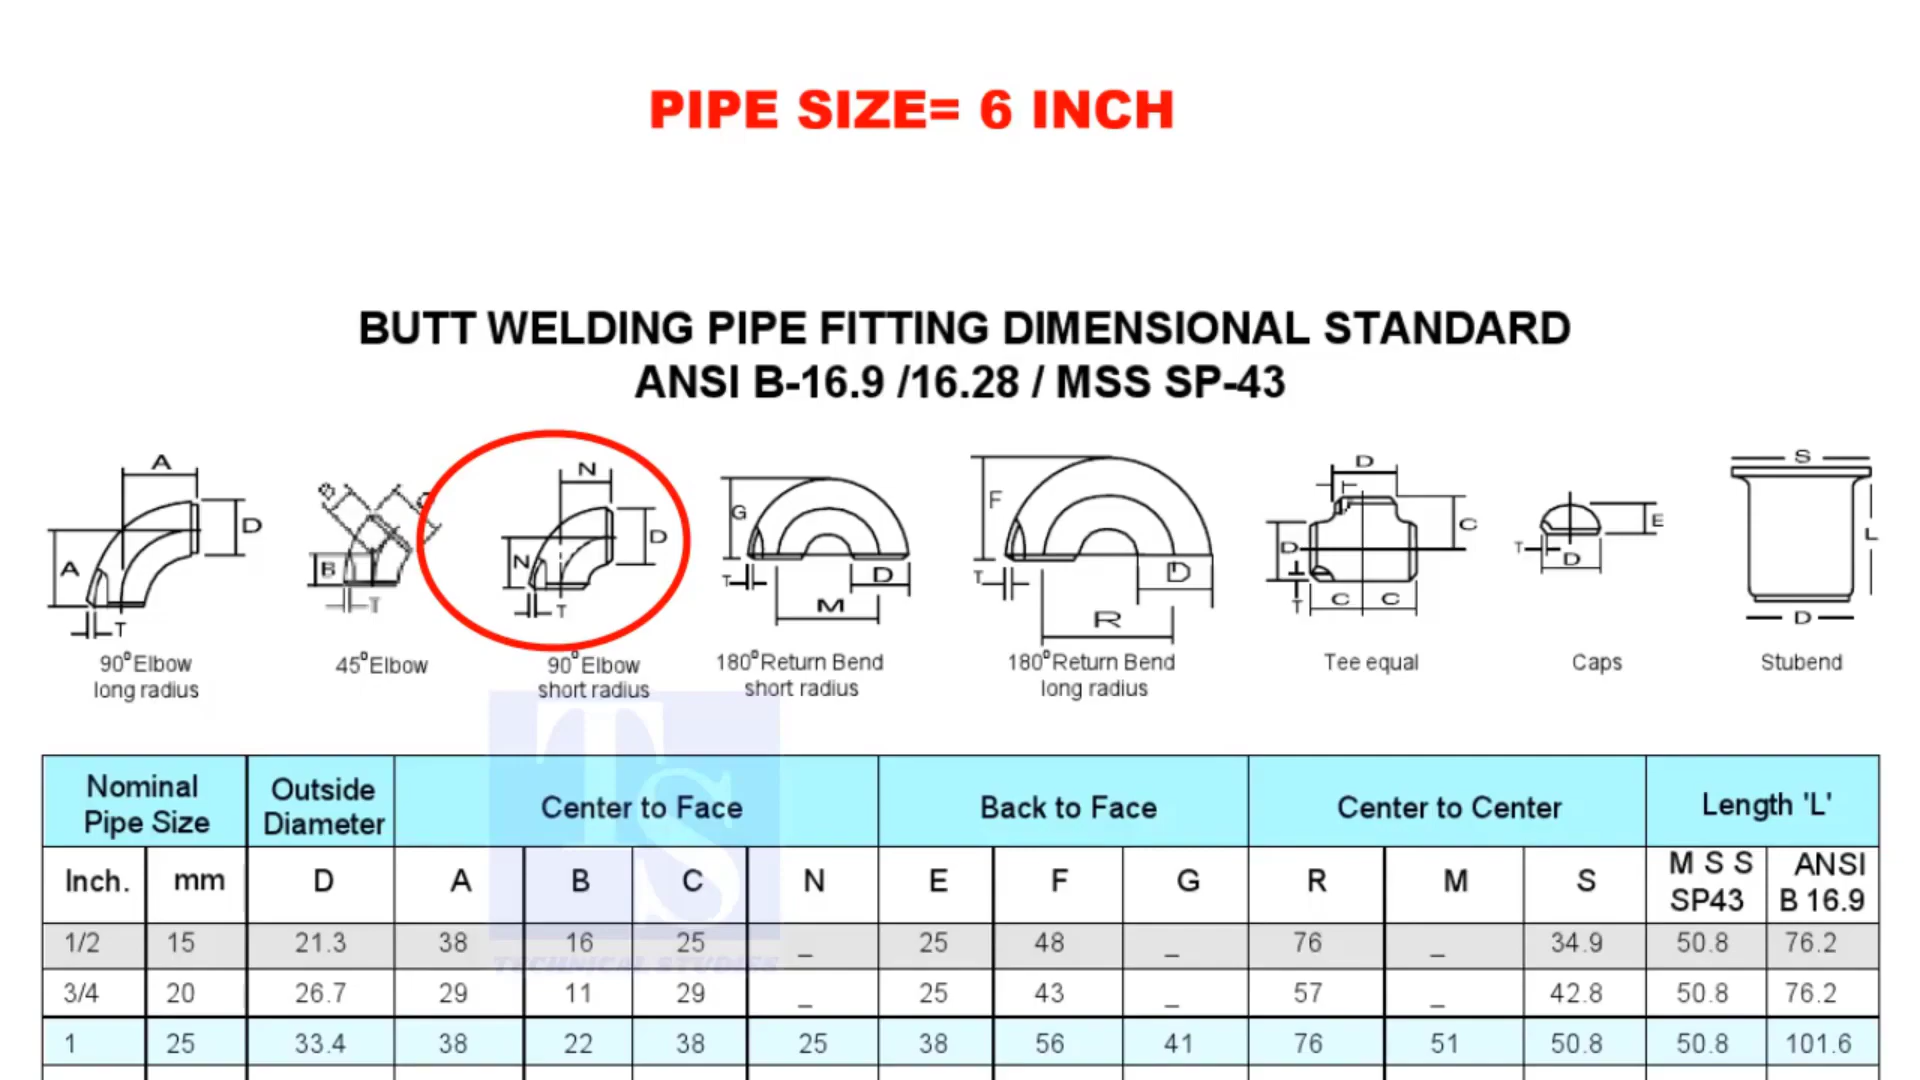 PIPE SIZE= 6 INCH
BUTT WELDING PIPE FITTING DIMENSIONAL STANDARD
ANSI B-16.9 /16.28 / MSS SP-43
A D A T
B C B T
N D N T
G T D M
F T D R
D C D T C C
E T D
S L D
90° Elbow long radius
45° Elbow
90° Elbow short radius
180° Return Bend short radius
180° Return Bend long radius
Tee equal
Caps
Stubend
TS
TECHNICAL STUDIES
Nominal Pipe Size Outside Diameter Center to Face Back to Face Center to Center Length 'L'
Inch. mm D A B C N E F G R M S M S S SP43 ANSI B 16.9
1/2 15 21.3 38 16 25 _ 25 48 _ 76 _ 34.9 50.8 76.2
3/4 20 26.7 29 11 29 _ 25 43 _ 57 _ 42.8 50.8 76.2
1 25 33.4 38 22 38 25 38 56 41 76 51 50.8 50.8 101.6